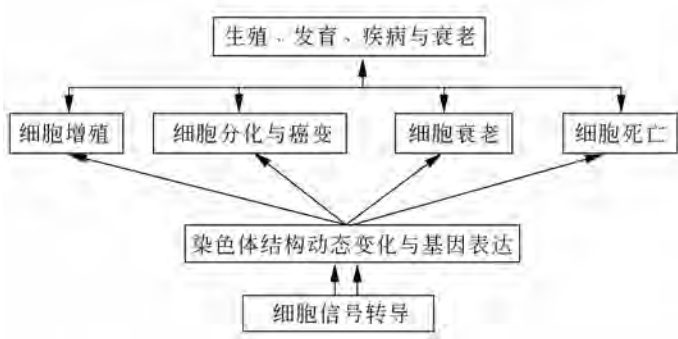 生殖、发育、疾病与衰老
细胞增殖
细胞分化与癌变
细胞衰老
细胞死亡
染色体结构动态变化与基因表达
细胞信号转导